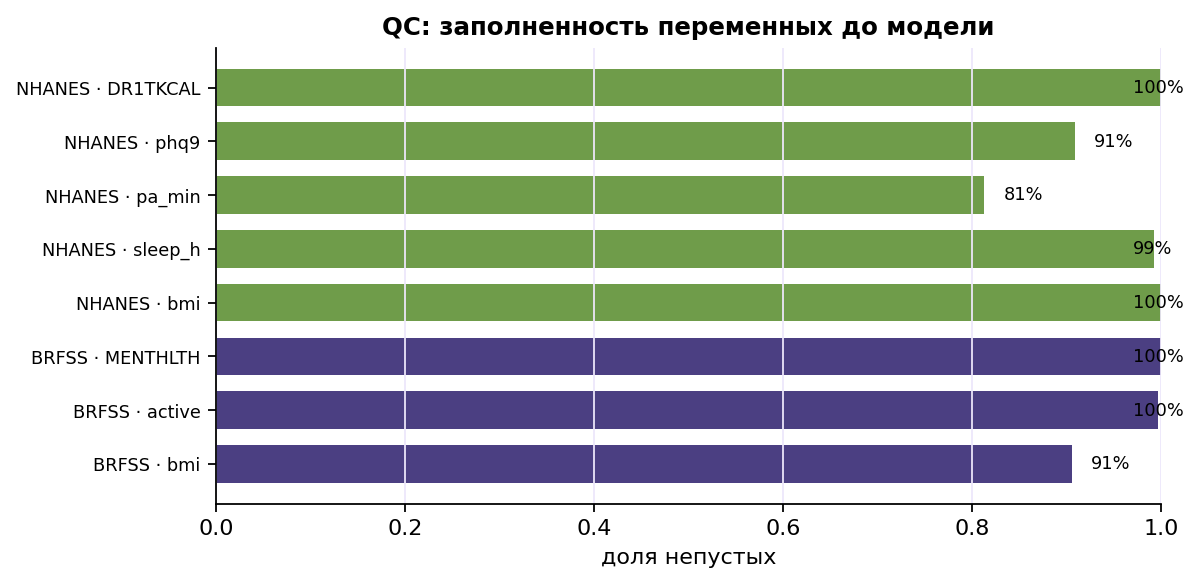 QC: заполненность переменных до модели
NHANES · DR1TKCAL 100%
NHANES · phq9 91%
NHANES · pa_min 81%
NHANES · sleep_h 99%
NHANES · bmi 100%
BRFSS · MENTHLTH 100%
BRFSS · active 100%
BRFSS · bmi 91%
0.0 0.2 0.4 0.6 0.8 1.0
доля непустых